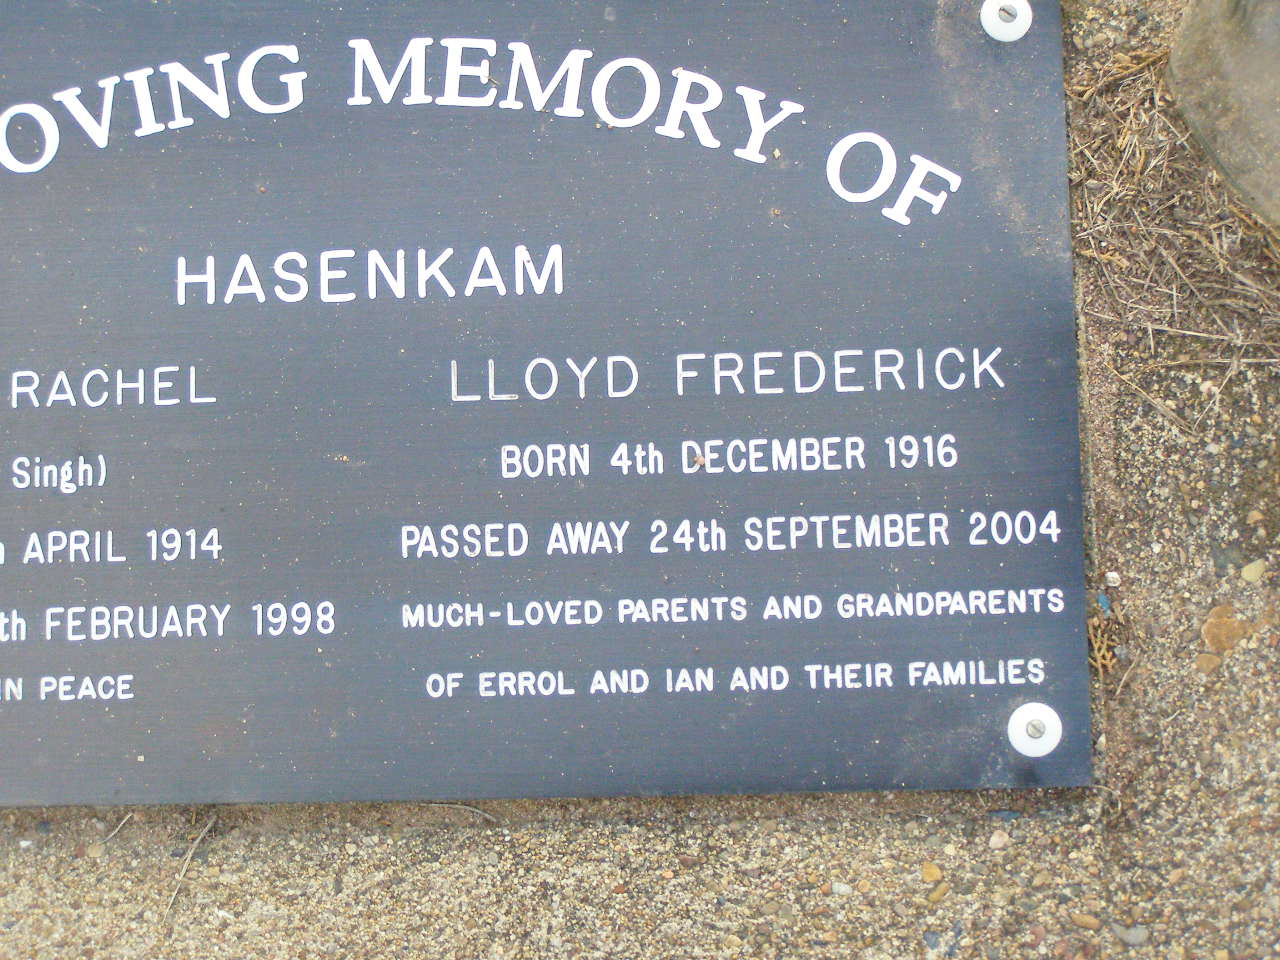 OVING MEMORY OF
HASENKAM
RACHEL
Singh)
APRIL 1914
th FEBRUARY 1998
IN PEACE
LLOYD FREDERICK
BORN 4th DECEMBER 1916
PASSED AWAY 24th SEPTEMBER 2004
MUCH-LOVED PARENTS AND GRANDPARENTS
OF ERROL AND IAN AND THEIR FAMILIES